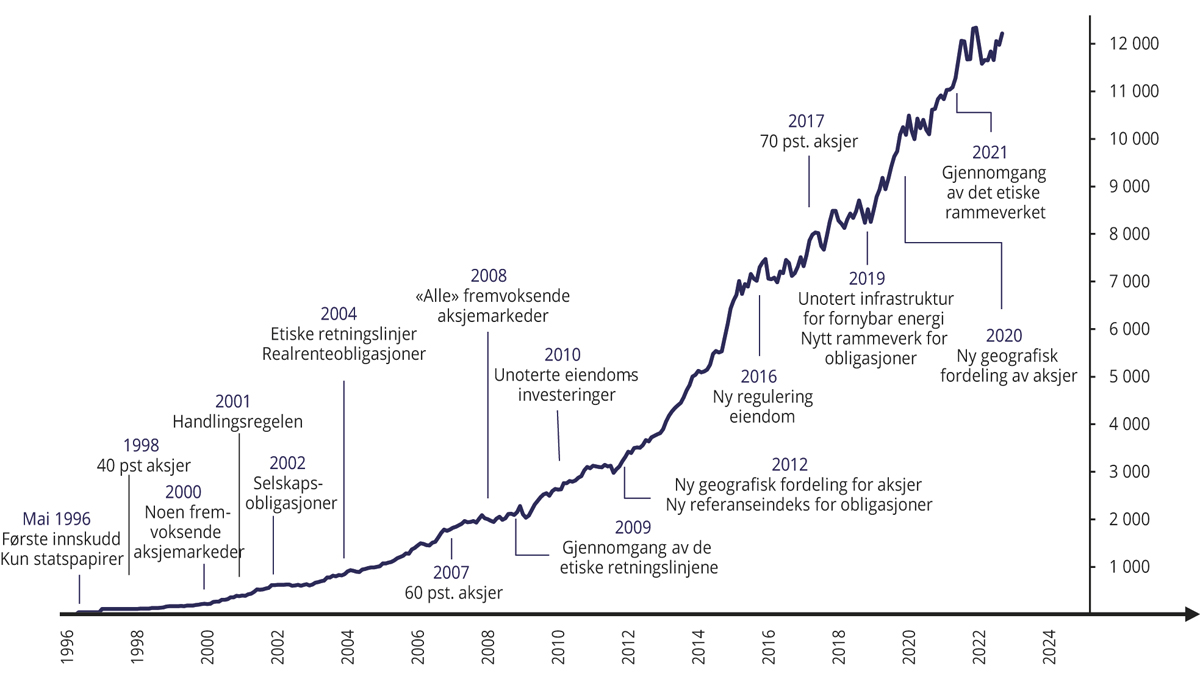 Mai 1996
Første innskudd
Kun statspapirer
1998
40 pst aksjer
2000
Noen frem-
voksende
aksjemarkeder
2001
Handlingsregelen
2002
Selskaps-
obligasjoner
2004
Etiske retningslinjer
Realrenteobligasjoner
2007
60 pst. aksjer
2008
«Alle» fremvoksende
aksjemarkeder
2009
Gjennomgang av de
etiske retningslinjene
2010
Unoterte eiendoms
investeringer
2012
Ny geografisk fordeling for aksjer
Ny referanseindeks for obligasjoner
2016
Ny regulering
eiendom
2017
70 pst. aksjer
2019
Unotert infrastruktur
for fornybar energi
Nytt rammeverk for
obligasjoner
2020
Ny geografisk
fordeling av aksjer
2021
Gjennomgang
av det etiske
rammeverket
12 000
11 000
10 000
9 000
8 000
7 000
6 000
5 000
4 000
3 000
2 000
1 000
1996
1998
2000
2002
2004
2006
2008
2010
2012
2014
2016
2018
2020
2022
2024